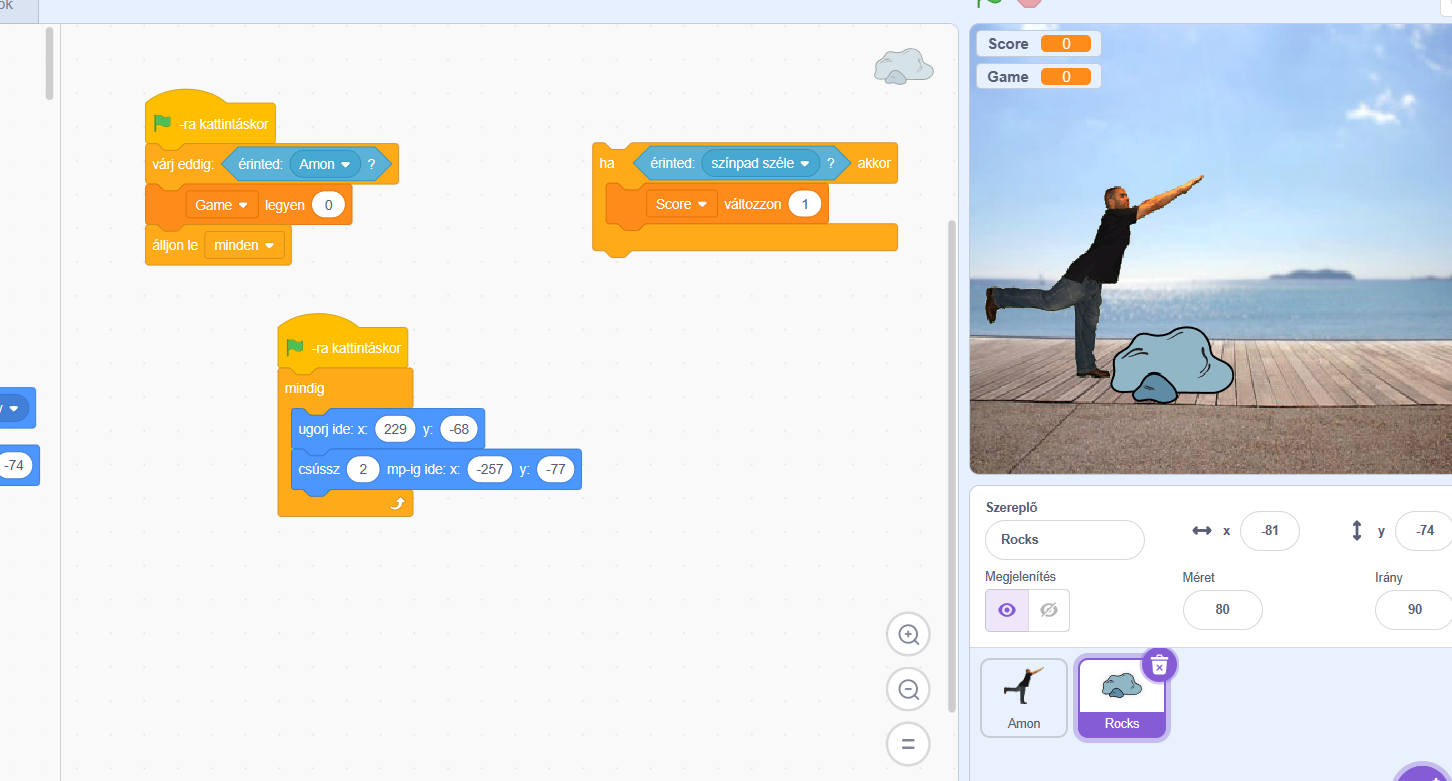 ok
-ra kattintáskor
várj eddig: érinted: Amon ?
Game legyen 0
álljon le minden
ha érinted: színpad széle ? akkor
Score változzon 1
-ra kattintáskor
mindig
ugorj ide: x: 229 y: -68
csússz 2 mp-ig ide: x: -257 y: -77
-74
Score 0
Game 0
Szereplő
Rocks
x -81
y -74
Megjelenítés
Méret
80
Irány
90
Amon
Rocks